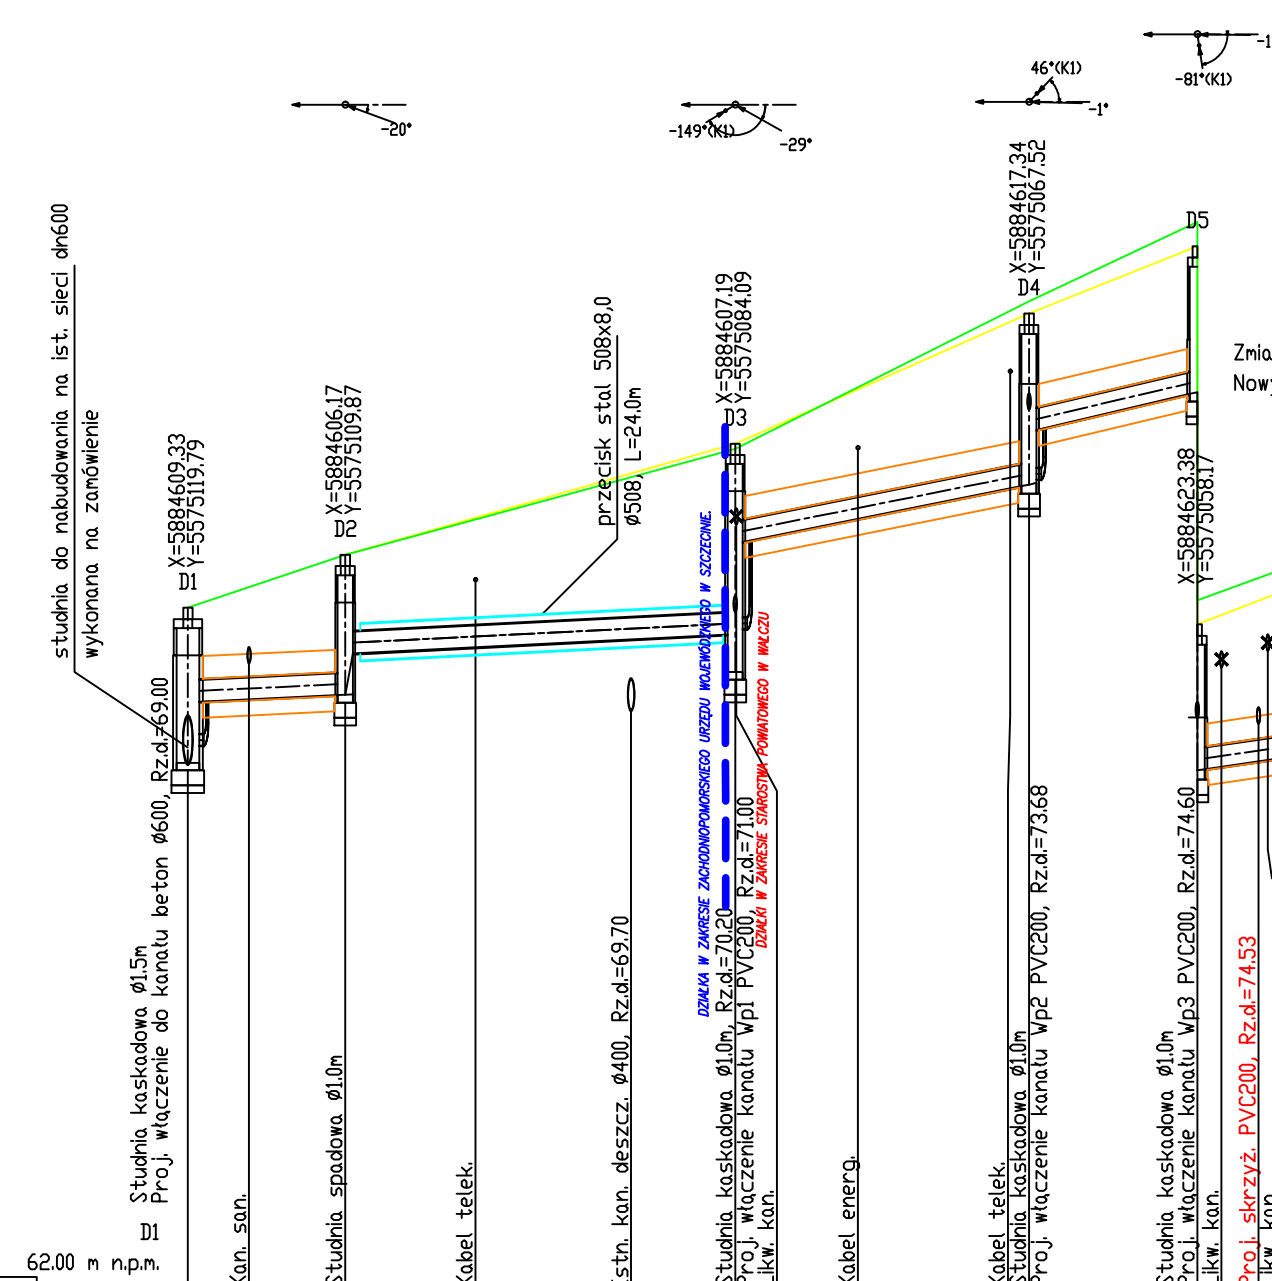 -1
-81°(K1)
46°(K1)
-1°
-20°
-149°(K1)
-29°
studnia do nabudowania na ist. sieci dn600
wykonana na zamówienie
X=5884609.33
Y=5575119.79
D1
X=5884606.17
Y=5575109.87
D2
przecisk stal 508x8,0
ø508, L=24.0m
X=5884607.19
Y=5575084.09
D3
X=5884617.34
Y=5575067.52
D4
D5
X=5884623.38
Y=5575058.17
Zmia
Nowy
DZIAŁKA W ZAKRESIE ZACHODNIOPOMORSKIEGO URZĘDU WOJEWÓDZKIEGO W SZCZECINIE.
DZIAŁKI W ZAKRESIE STAROSTWA POWIATOWEGO W WAŁCZU
Studnia kaskadowa ø1.5m
Proj. włączenie do kanału beton ø600, Rz.d.=69.00
Kan. san.
Studnia spadowa ø1.0m
Kabel telek.
Istn. kan. deszcz. ø400, Rz.d.=69.70
Studnia kaskadowa ø1.0m, Rz.d.=70.20
Proj. włączenie kanału Wp1 PVC200, Rz.d.=71.00
Likw. kan.
Kabel energ.
Kabel telek.
Studnia kaskadowa ø1.0m
Proj. włączenie kanału Wp2 PVC200, Rz.d.=73.68
Studnia kaskadowa ø1.0m
Proj. włączenie kanału Wp3 PVC200, Rz.d.=74.60
Likw. kan.
Proj. skrzyż. PVC200, Rz.d.=74.53
Likw. kan.
D1
62.00 m n.p.m.